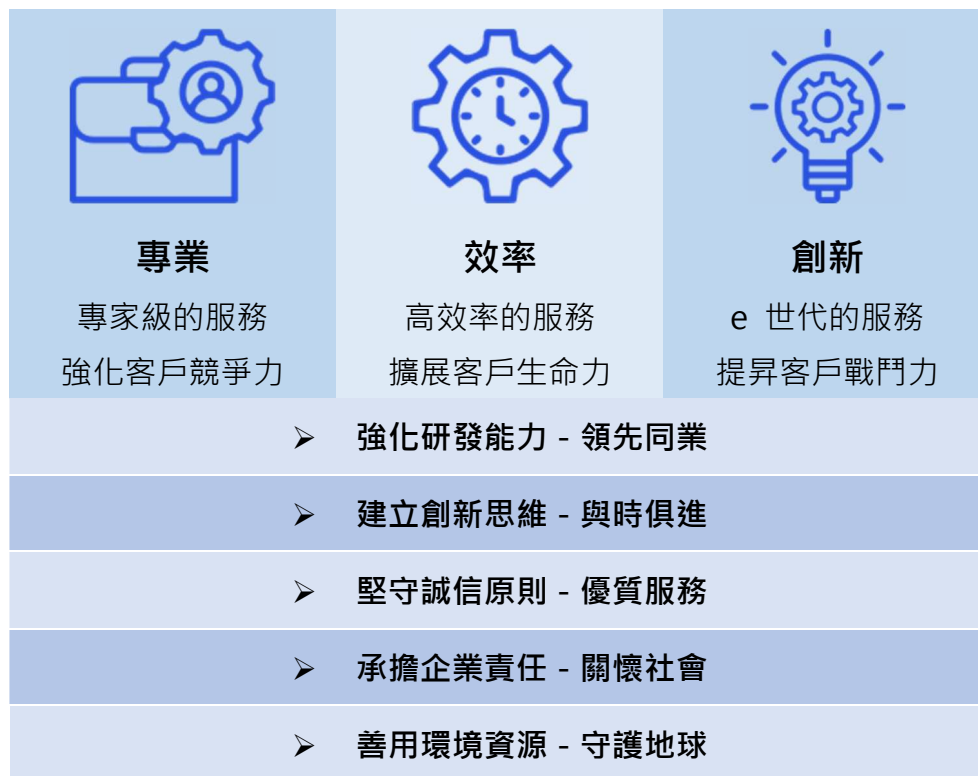 專業
專家級的服務
強化客戶競爭力
效率
高效率的服務
擴展客戶生命力
創新
e 世代的服務
提昇客戶戰鬥力
➢ 強化研發能力 - 領先同業
➢ 建立創新思維 - 與時俱進
➢ 堅守誠信原則 - 優質服務
➢ 承擔企業責任 - 關懷社會
➢ 善用環境資源 - 守護地球